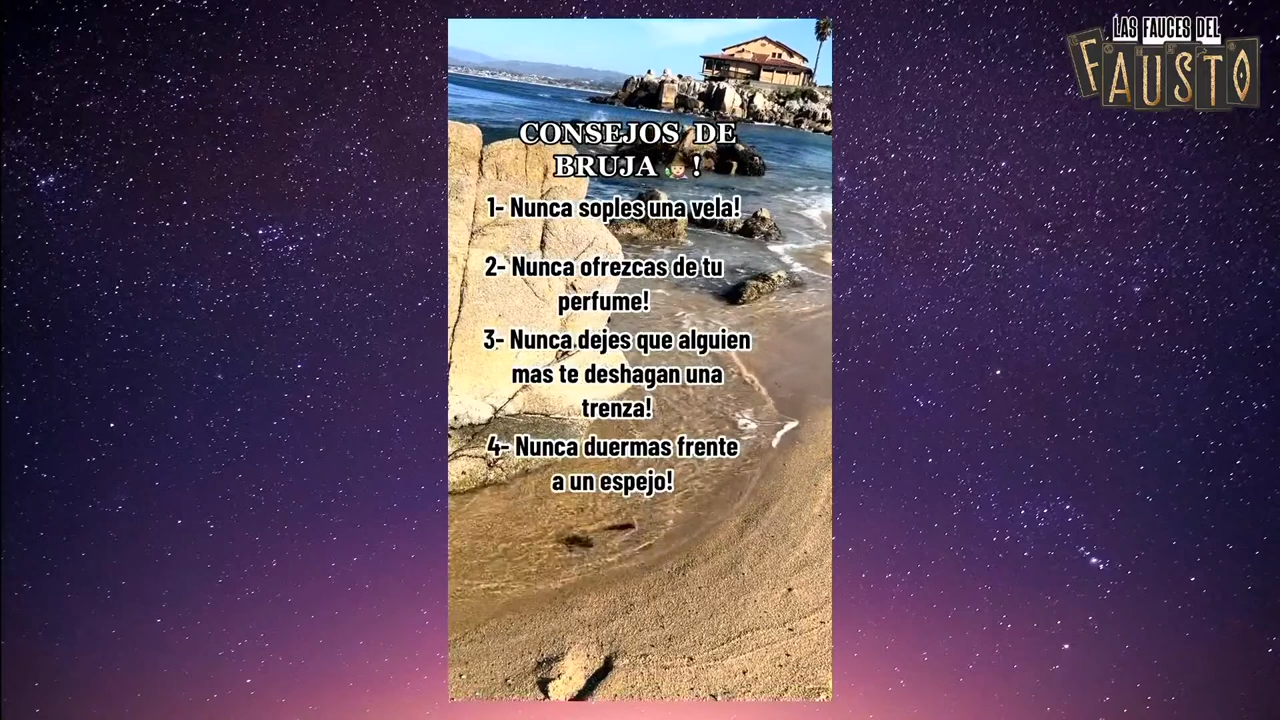 LAS FAUCES DEL
FAUSTO
CONSEJOS DE
BRUJA 🧙🏻‍♀️ !
1- Nunca soples una vela!
2- Nunca ofrezcas de tu
perfume!
3- Nunca dejes que alguien
mas te deshagan una
trenza!
4- Nunca duermas frente
a un espejo!